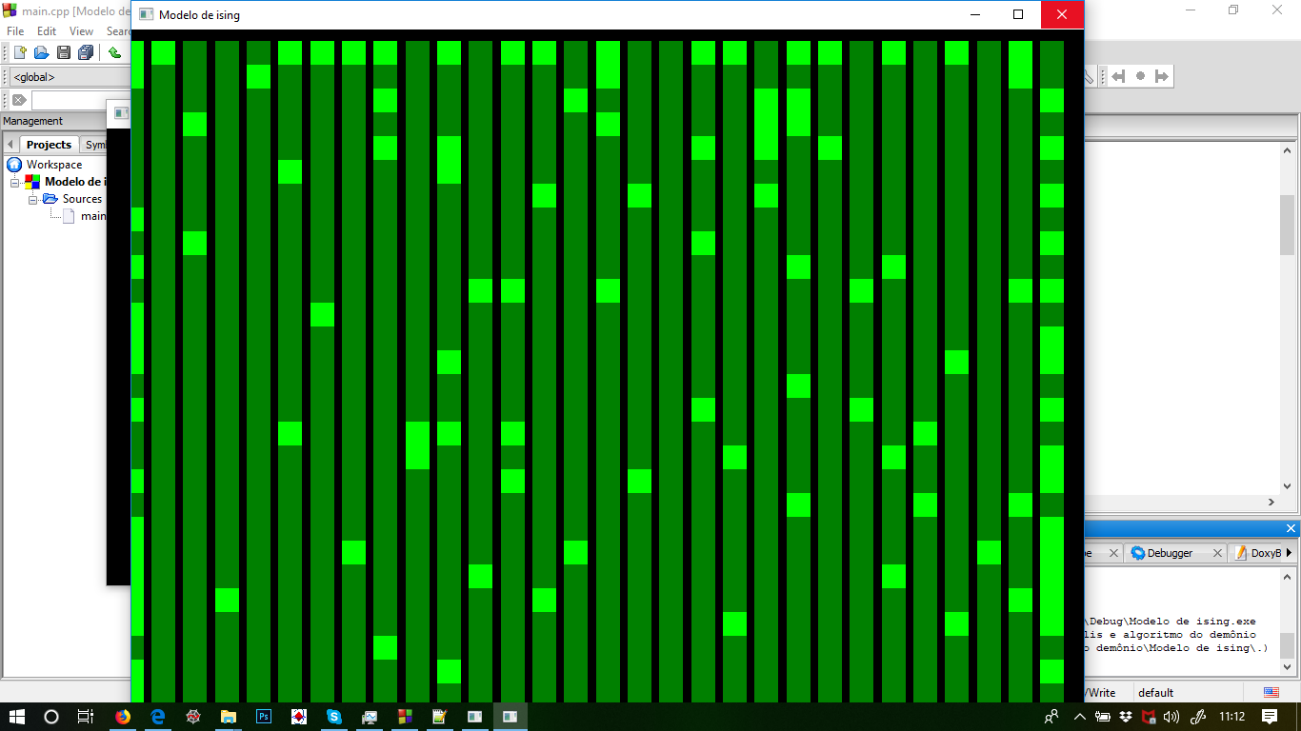 main.cpp [Modelo de
Modelo de ising
File Edit View Sear
<global>
Management
Projects Sym
Workspace
Modelo de i
Sources
main
Debugger
DoxyB
\Debug\Modelo de ising.exe
lis e algoritmo do demônio
o demônio\Modelo de ising\.)
/Write default
Ps
11:12